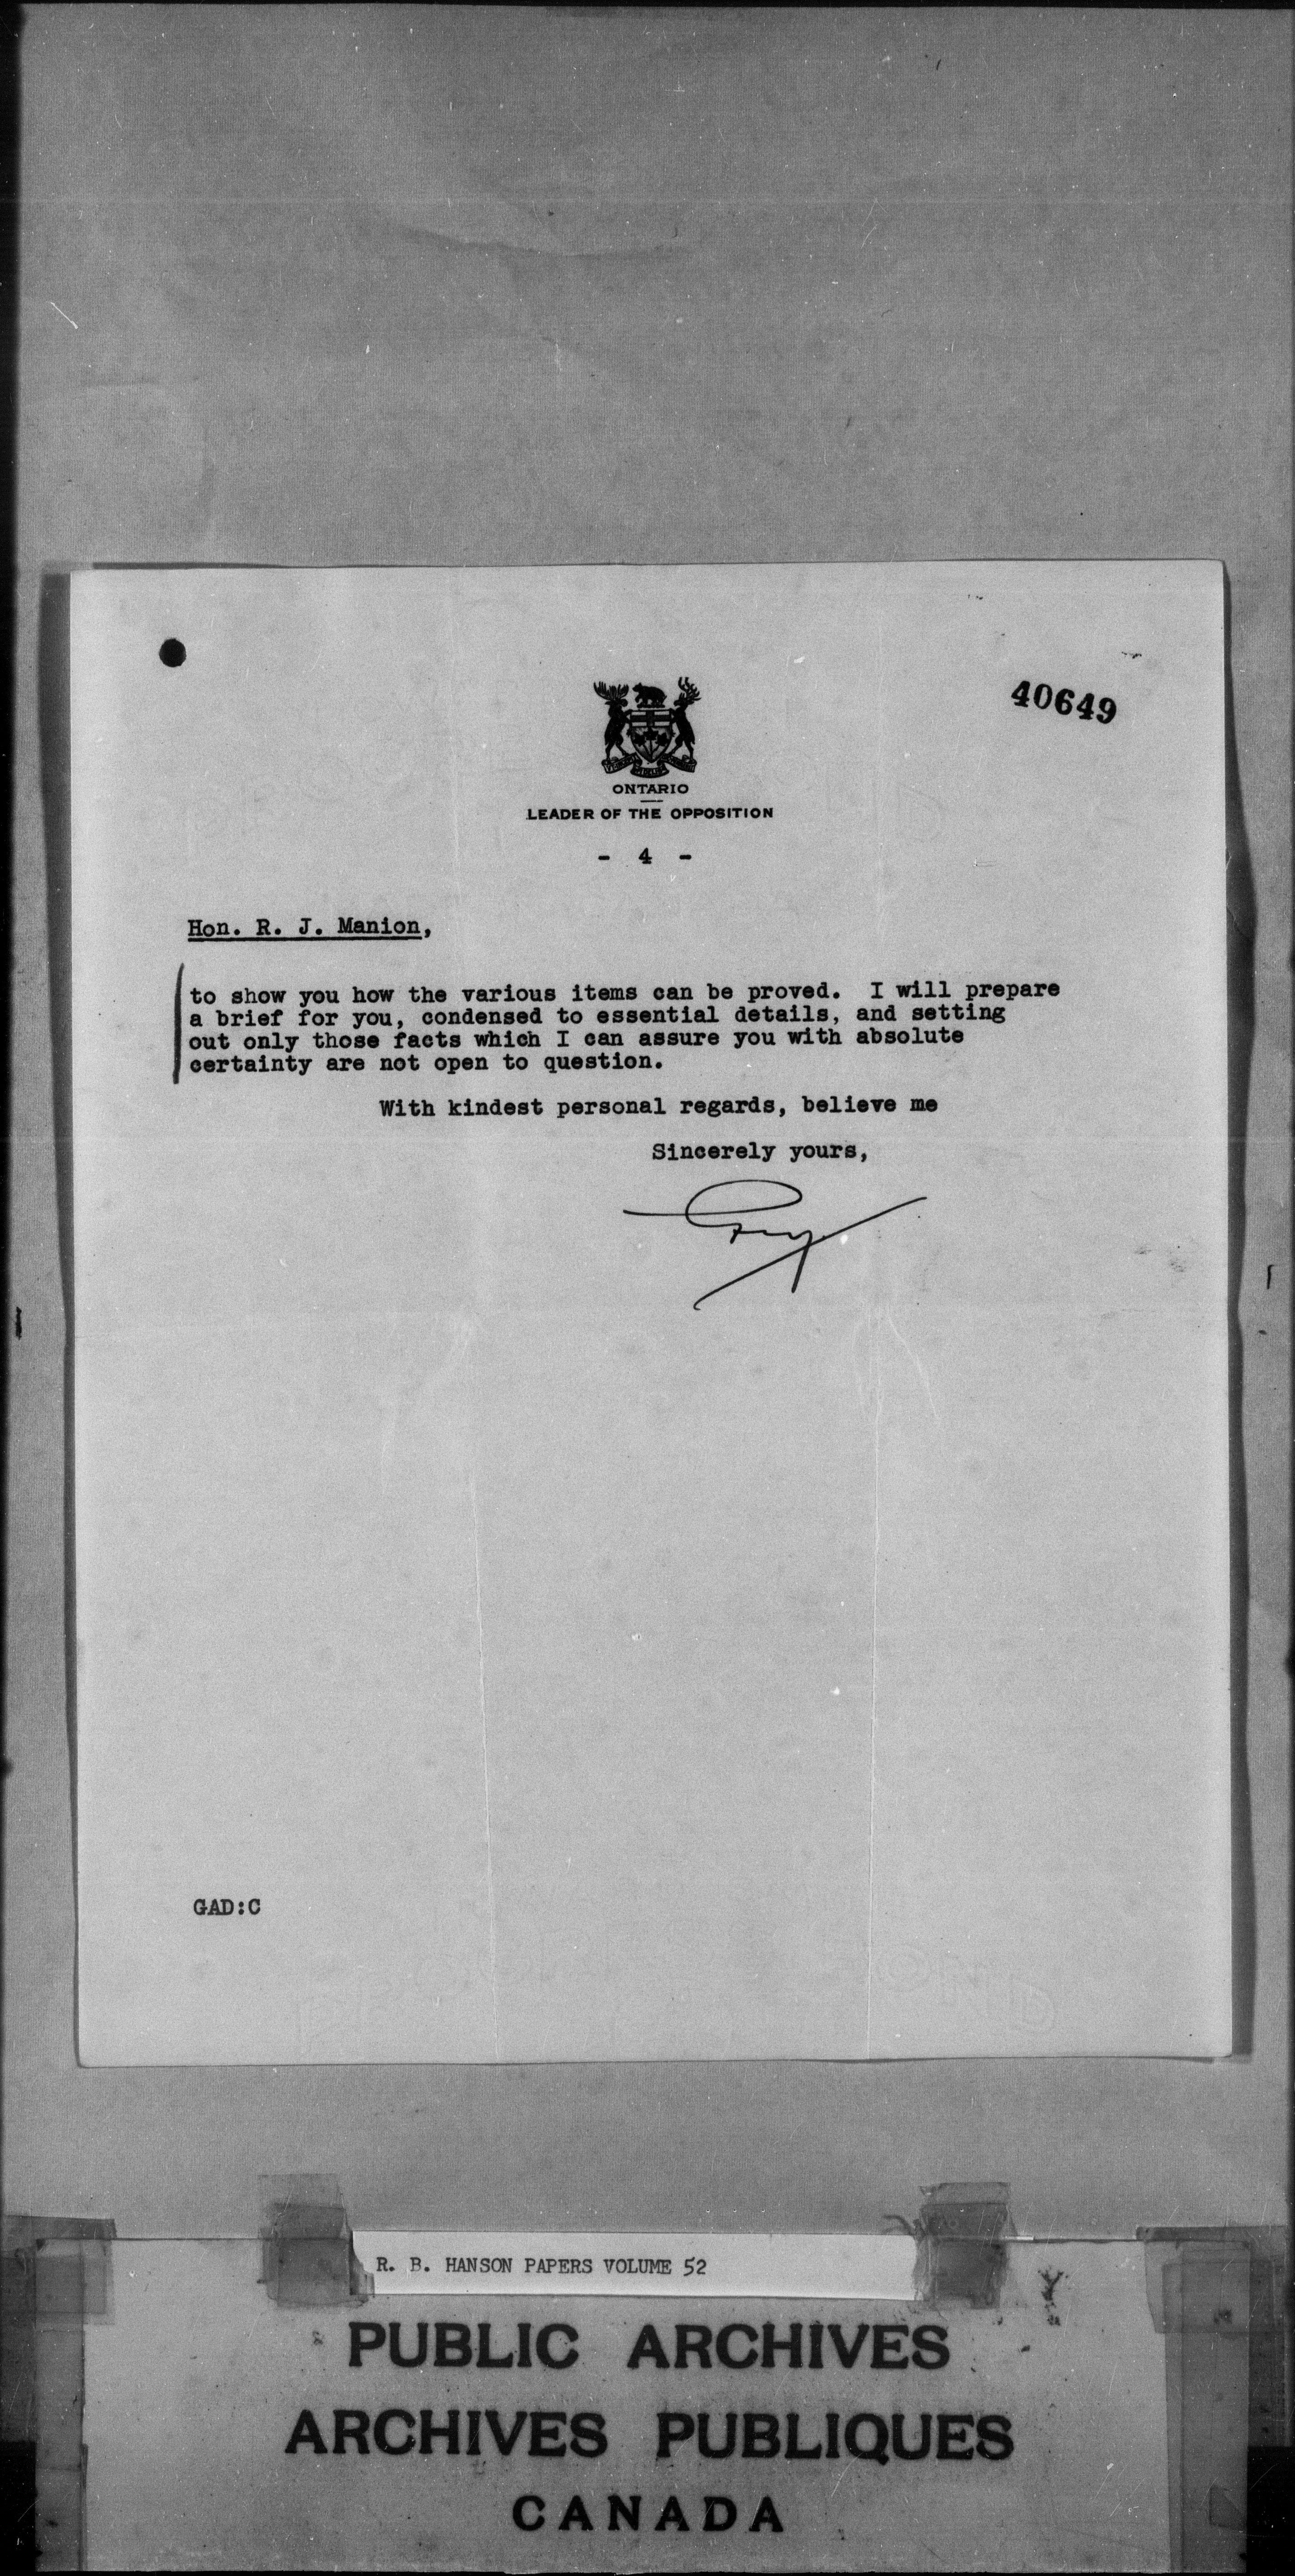 40649
ONTARIO
LEADER OF THE OPPOSITION
- 4 -
Hon. R. J. Manion,
to show you how the various items can be proved. I will prepare
a brief for you, condensed to essential details, and setting
out only those facts which I can assure you with absolute
certainty are not open to question.
With kindest personal regards, believe me
Sincerely yours,
GAD:C
R. B. HANSON PAPERS VOLUME 52
PUBLIC ARCHIVES
ARCHIVES PUBLIQUES
CANADA